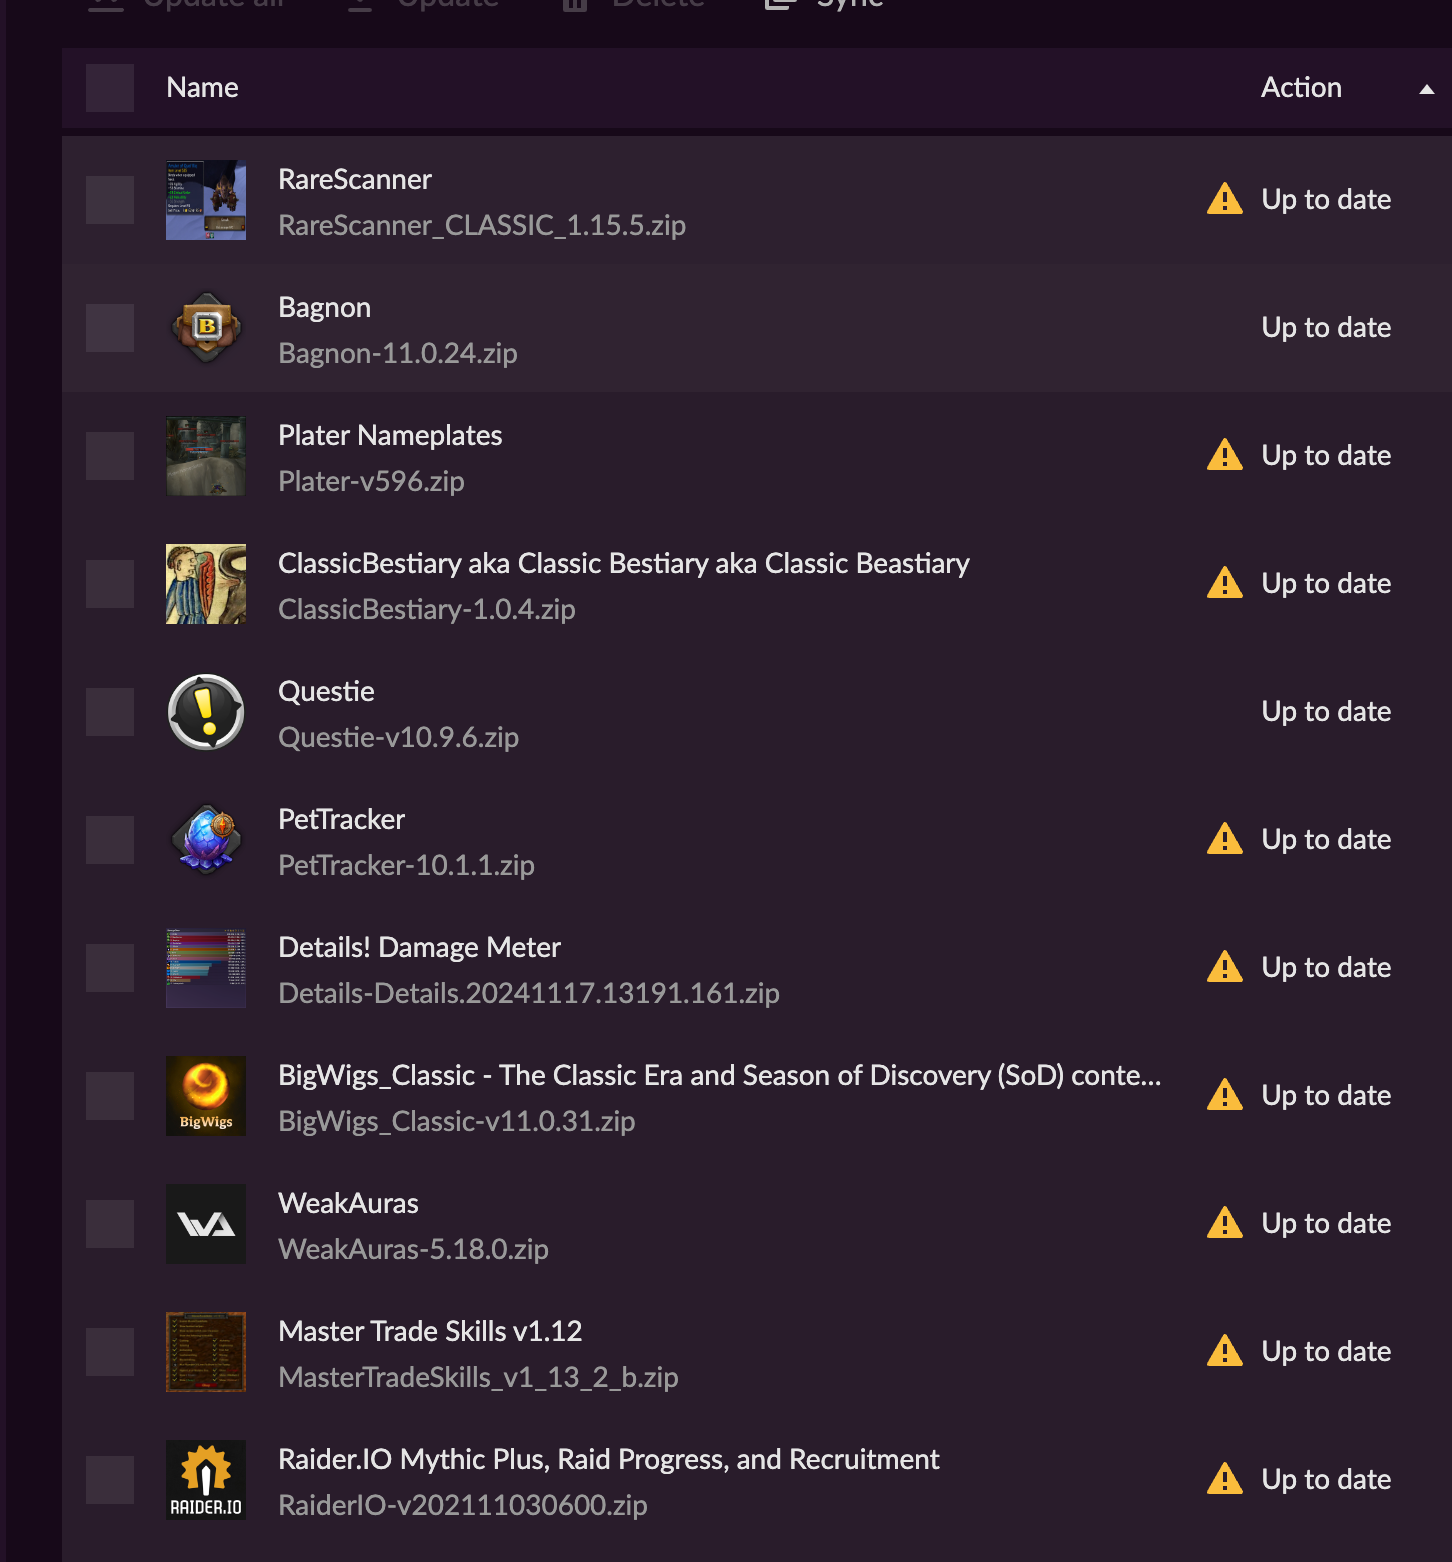 Update all Update Delete Sync
Name Action
RareScanner
RareScanner_CLASSIC_1.15.5.zip
Up to date
B
Bagnon
Bagnon-11.0.24.zip
Up to date
Plater Nameplates
Plater-v596.zip
Up to date
ClassicBestiary aka Classic Bestiary aka Classic Beastiary
ClassicBestiary-1.0.4.zip
Up to date
Questie
Questie-v10.9.6.zip
Up to date
PetTracker
PetTracker-10.1.1.zip
Up to date
Details! Damage Meter
Details-Details.20241117.13191.161.zip
Up to date
BigWigs
BigWigs_Classic - The Classic Era and Season of Discovery (SoD) conte...
BigWigs_Classic-v11.0.31.zip
Up to date
WA
WeakAuras
WeakAuras-5.18.0.zip
Up to date
Master Trade Skills v1.12
MasterTradeSkills_v1_13_2_b.zip
Up to date
RAIDER.IO
Raider.IO Mythic Plus, Raid Progress, and Recruitment
RaiderIO-v202111030600.zip
Up to date